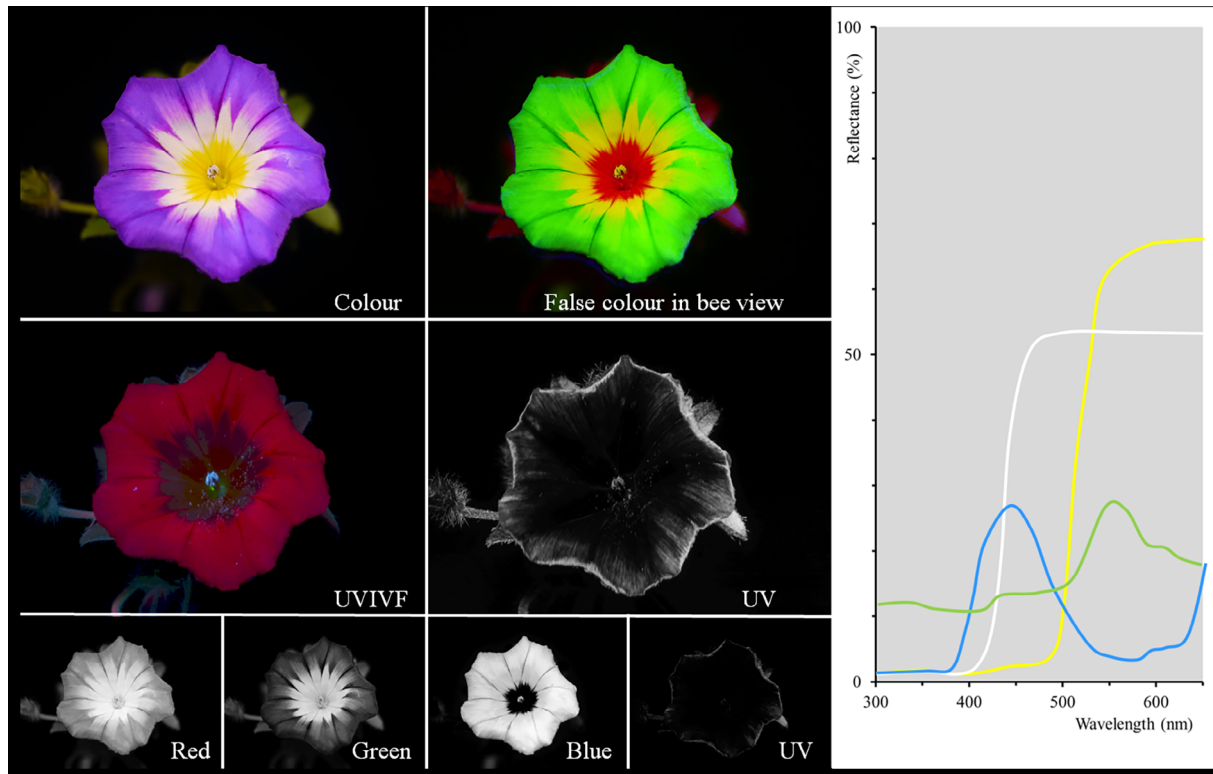 Colour
False colour in bee view
UVIVF
UV
Red
Green
Blue
UV
100
Reflectance (%)
50
0
300
400
500
600
Wavelength (nm)